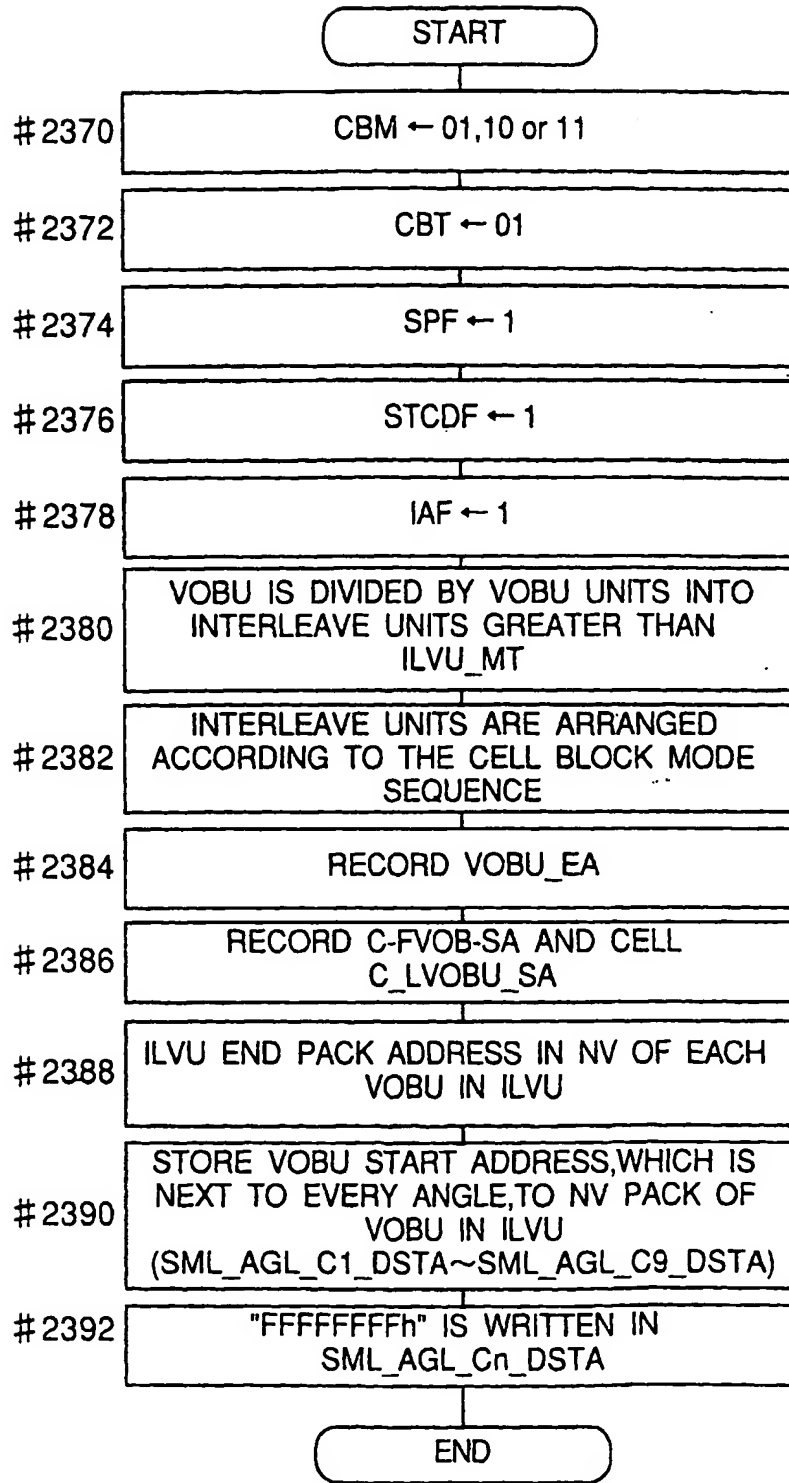 START
#2370
CBM ← 01,10 or 11
#2372
CBT ← 01
#2374
SPF ← 1
#2376
STCDF ← 1
#2378
IAF ← 1
#2380
VOBU IS DIVIDED BY VOBU UNITS INTO
INTERLEAVE UNITS GREATER THAN
ILVU_MT
#2382
INTERLEAVE UNITS ARE ARRANGED
ACCORDING TO THE CELL BLOCK MODE
SEQUENCE
#2384
RECORD VOBU_EA
#2386
RECORD C-FVOB-SA AND CELL
C_LVOBU_SA
#2388
ILVU END PACK ADDRESS IN NV OF EACH
VOBU IN ILVU
#2390
STORE VOBU START ADDRESS,WHICH IS
NEXT TO EVERY ANGLE,TO NV PACK OF
VOBU IN ILVU
(SML_AGL_C1_DSTA~SML_AGL_C9_DSTA)
#2392
"FFFFFFFFh" IS WRITTEN IN
SML_AGL_Cn_DSTA
END